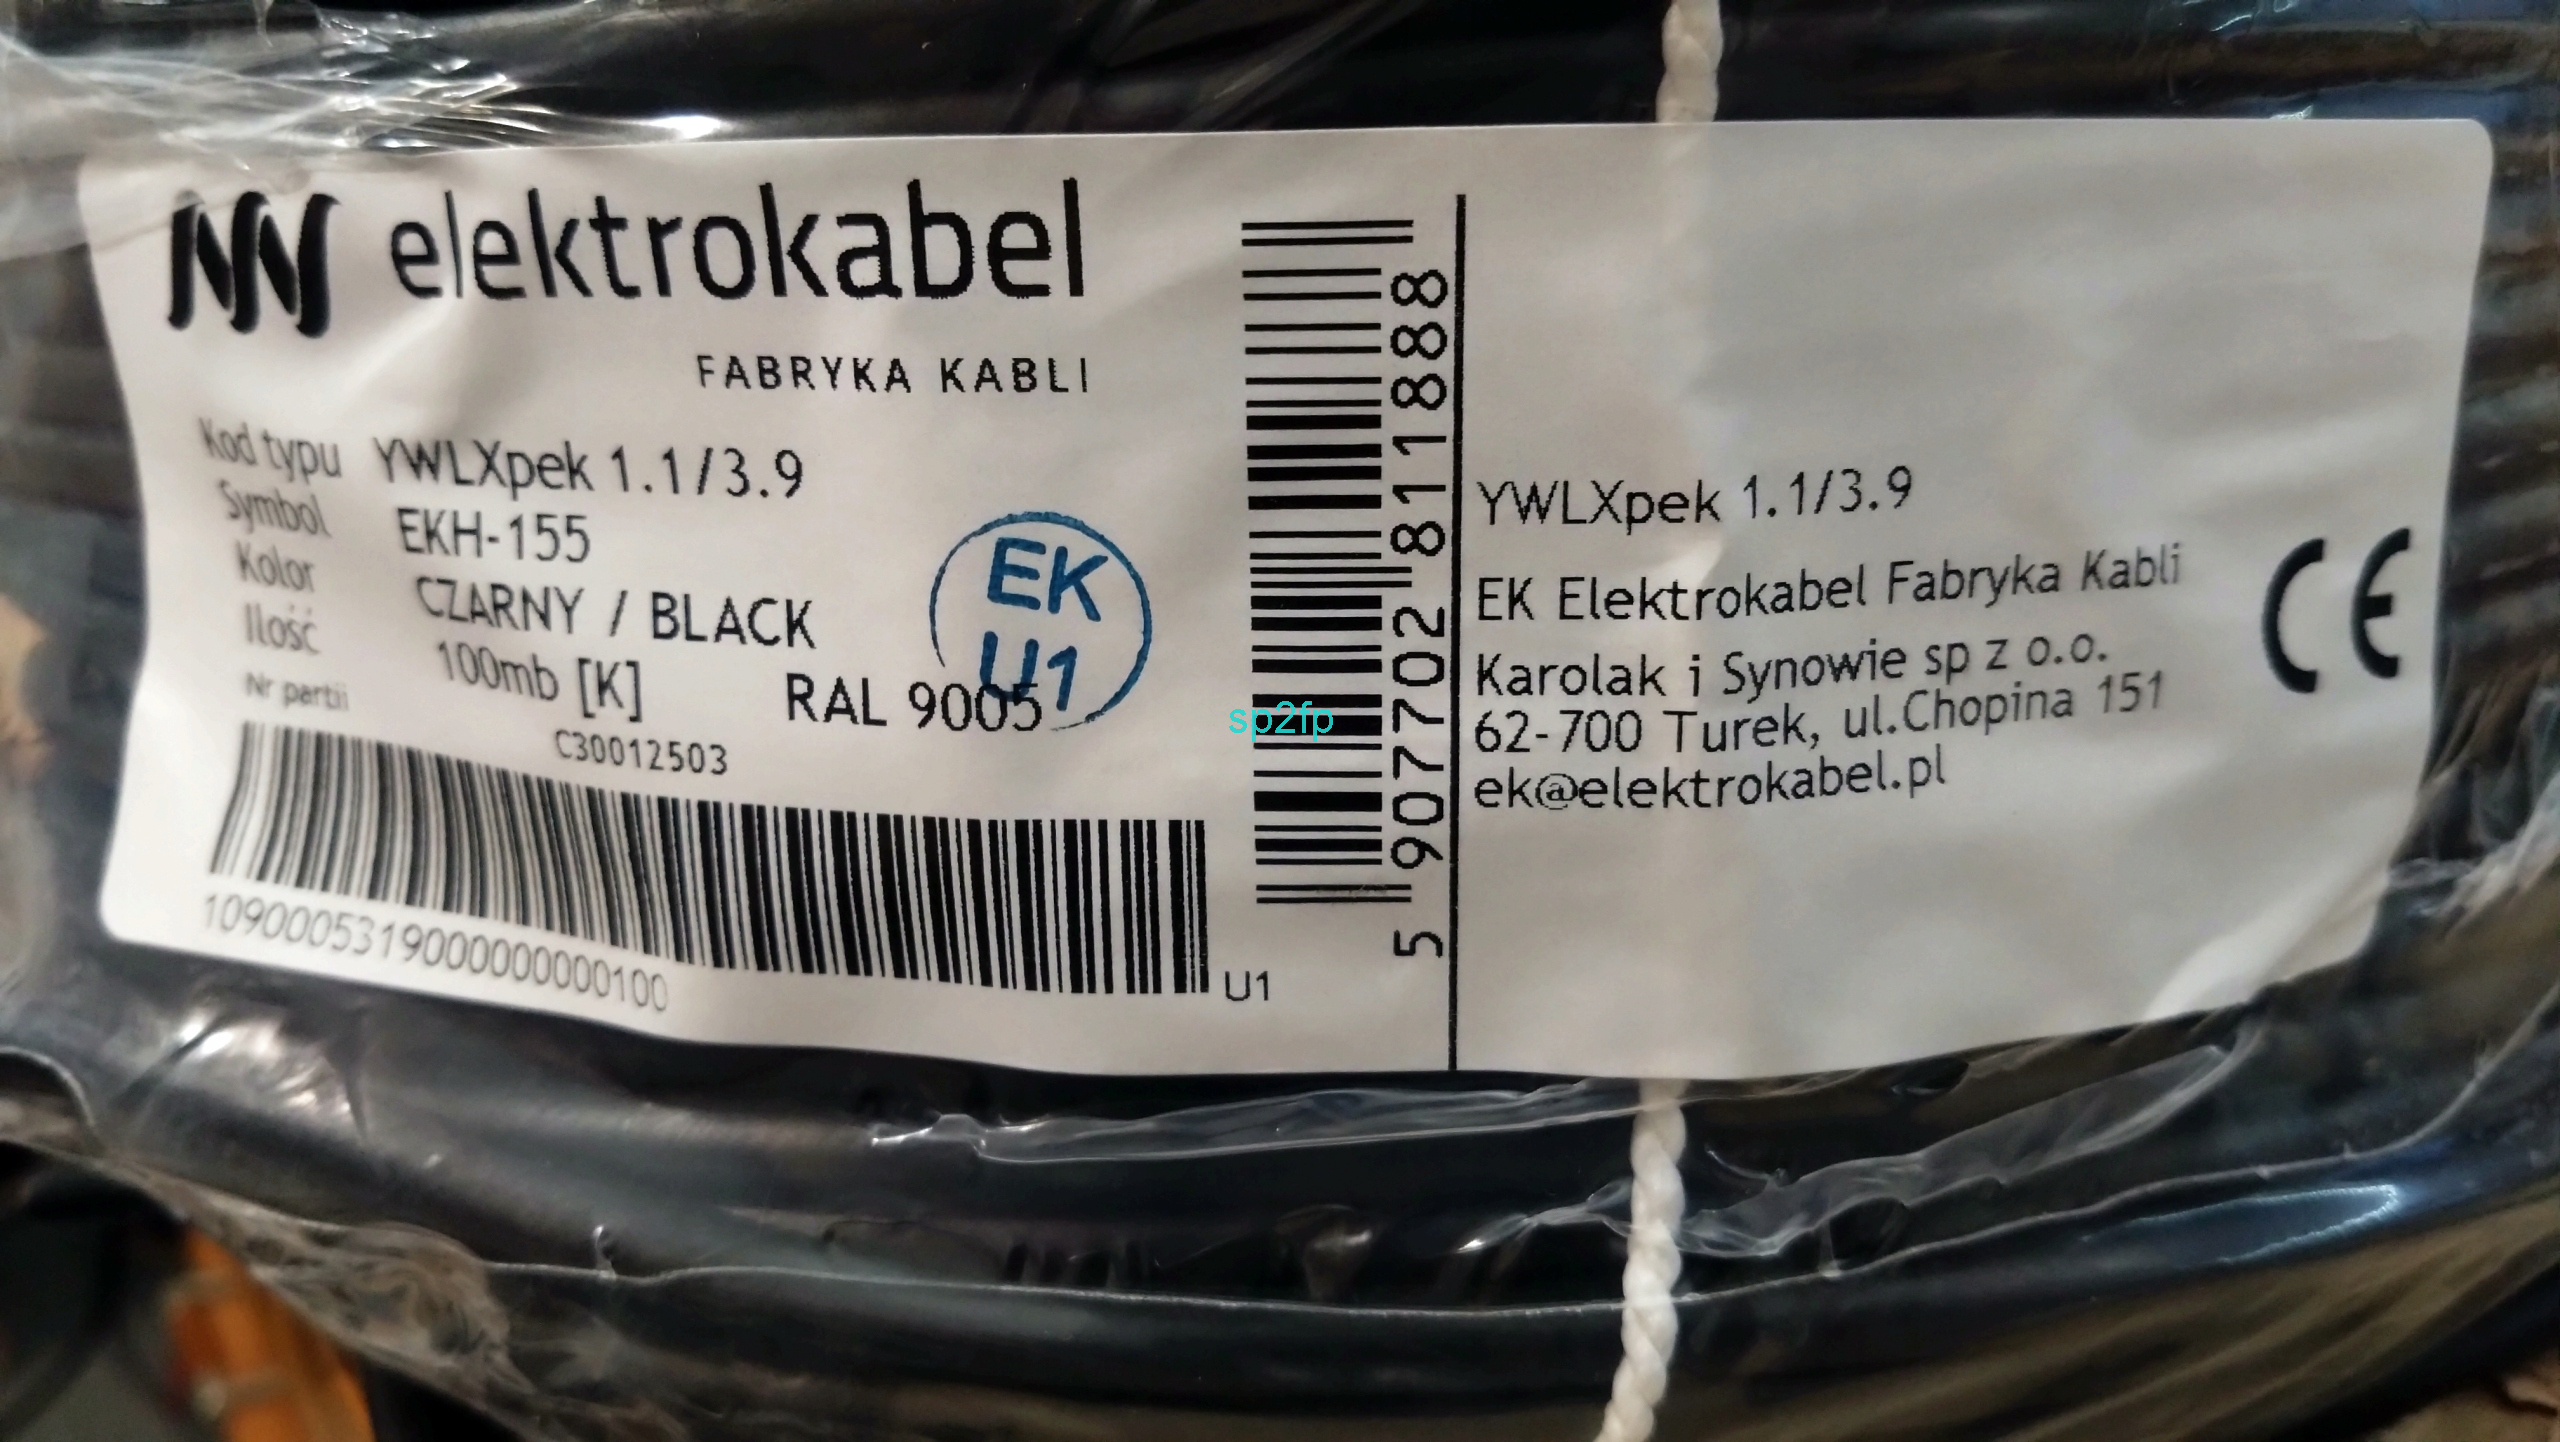 elektrokabel
FABRYKA KABLI
Kod typu YWLXpek 1.1/3.9
Symbol EKH-155
Kolor CZARNY / BLACK
Ilość 100mb [K]
RAL 9005
Nr partii C30012503
EK
U1
10900053190000000000100
U1
5 907702 811888
sp2fp
YWLXpek 1.1/3.9
EK Elektrokabel Fabryka Kabli
Karolak i Synowie sp z o.o.
62-700 Turek, ul.Chopina 151
ek@elektrokabel.pl
CE